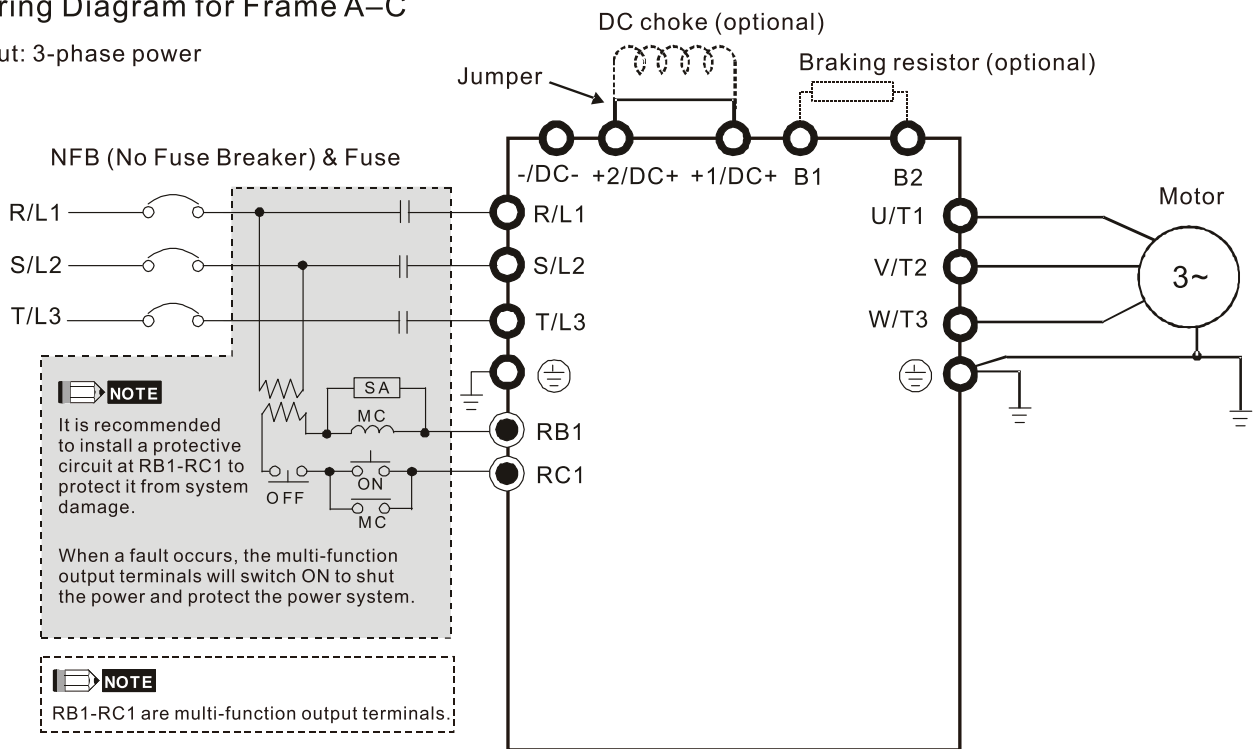 ring Diagram for Frame A–C
ut: 3-phase power
DC choke (optional)
Jumper
Braking resistor (optional)
NFB (No Fuse Breaker) & Fuse
-/DC- +2/DC+ +1/DC+ B1 B2
Motor
R/L1 R/L1 U/T1
S/L2 S/L2 V/T2 3~
T/L3 T/L3 W/T3
NOTE
It is recommended
to install a protective
circuit at RB1-RC1 to
protect it from system
damage.
SA
MC
RB1
OFF
ON
MC
RC1
When a fault occurs, the multi-function
output terminals will switch ON to shut
the power and protect the power system.
NOTE
RB1-RC1 are multi-function output terminals.